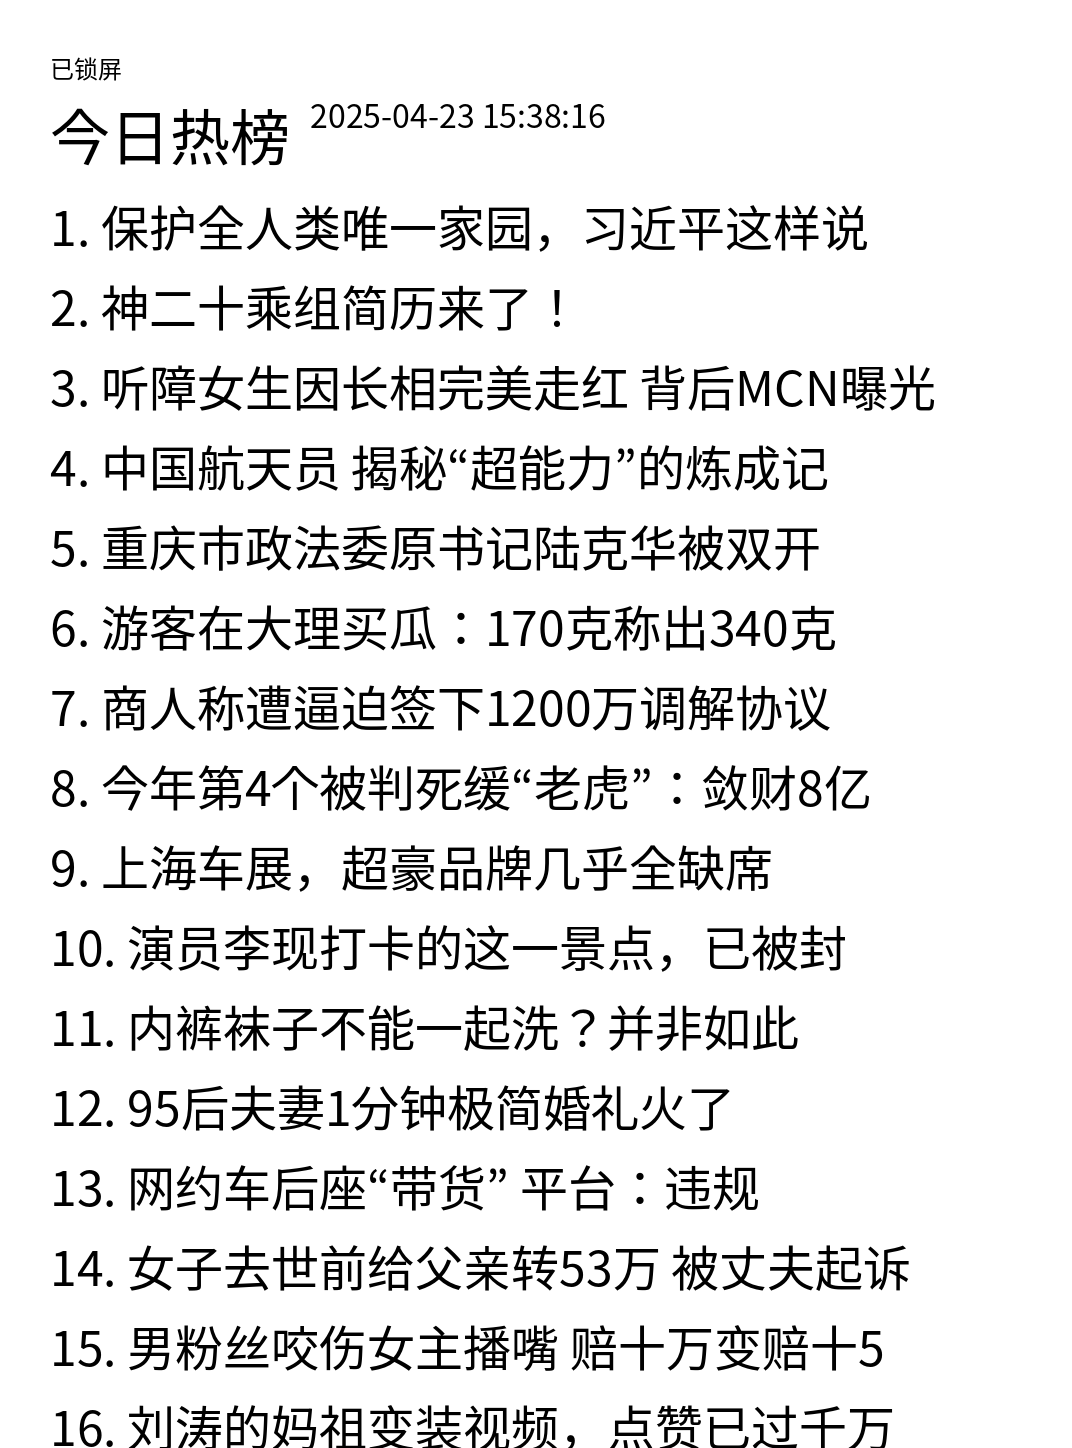 已锁屏
今日热榜 2025-04-23 15:38:16
1. 保护全人类唯一家园，习近平这样说
2. 神二十乘组简历来了！
3. 听障女生因长相完美走红 背后MCN曝光
4. 中国航天员 揭秘“超能力”的炼成记
5. 重庆市政法委原书记陆克华被双开
6. 游客在大理买瓜：170克称出340克
7. 商人称遭逼迫签下1200万调解协议
8. 今年第4个被判死缓“老虎”：敛财8亿
9. 上海车展，超豪品牌几乎全缺席
10. 演员李现打卡的这一景点，已被封
11. 内裤袜子不能一起洗？并非如此
12. 95后夫妻1分钟极简婚礼火了
13. 网约车后座“带货” 平台：违规
14. 女子去世前给父亲转53万 被丈夫起诉
15. 男粉丝咬伤女主播嘴 赔十万变赔十5
16. 刘涛的妈祖变装视频，点赞已过千万